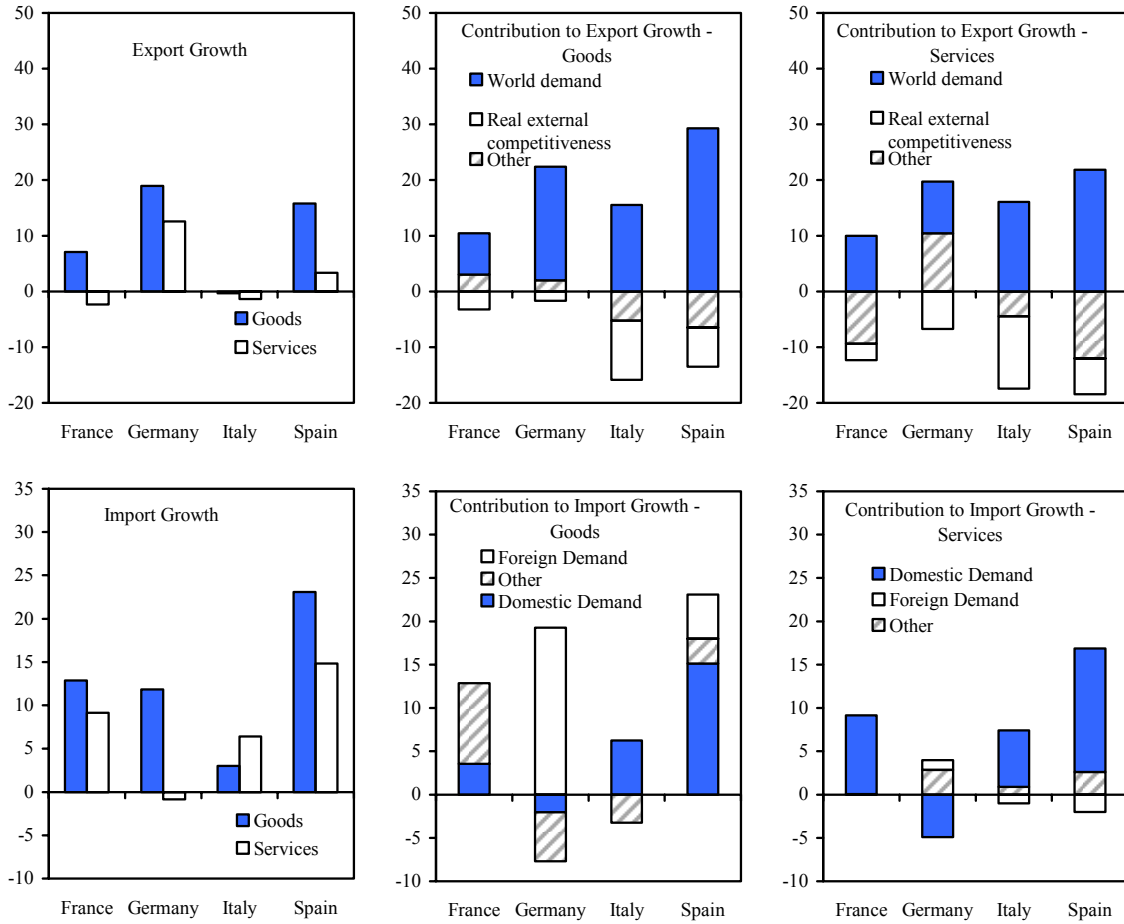 Export Growth
50
40
30
20
10
0
-10
-20
Goods
Services
France Germany Italy Spain
Contribution to Export Growth -
Goods
World demand
Real external
competitiveness
Other
50
40
30
20
10
0
-10
-20
France Germany Italy Spain
Contribution to Export Growth -
Services
World demand
Real external
competitiveness
Other
50
40
30
20
10
0
-10
-20
France Germany Italy Spain
Import Growth
35
30
25
20
15
10
5
0
-5
-10
Goods
Services
France Germany Italy Spain
Contribution to Import Growth -
Goods
Foreign Demand
Other
Domestic Demand
35
30
25
20
15
10
5
0
-5
-10
France Germany Italy Spain
Contribution to Import Growth -
Services
Domestic Demand
Foreign Demand
Other
35
30
25
20
15
10
5
0
-5
-10
France Germany Italy Spain